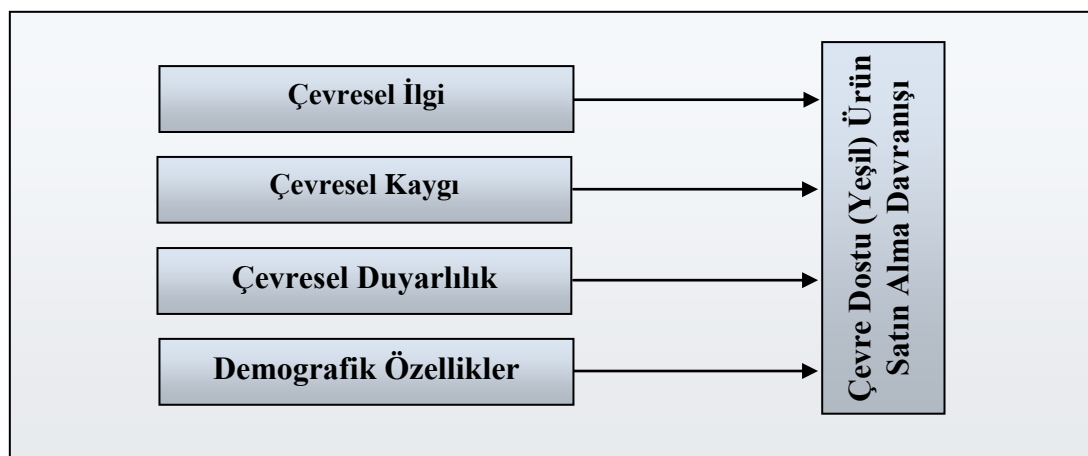 Çevresel İlgi
Çevresel Kaygı
Çevresel Duyarlılık
Demografik Özellikler
Çevre Dostu (Yeşil) Ürün
Satın Alma Davranışı